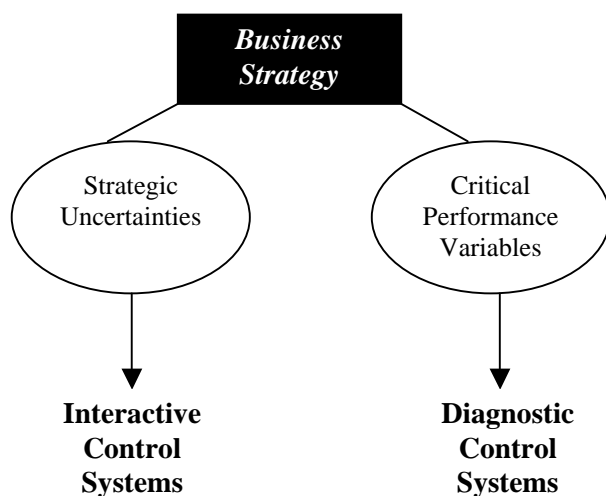 Business
Strategy
Strategic
Uncertainties
Critical
Performance
Variables
Interactive
Control
Systems
Diagnostic
Control
Systems